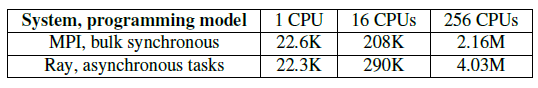 System, programming model 1 CPU 16 CPUs 256 CPUs
MPI, bulk synchronous 22.6K 208K 2.16M
Ray, asynchronous tasks 22.3K 290K 4.03M